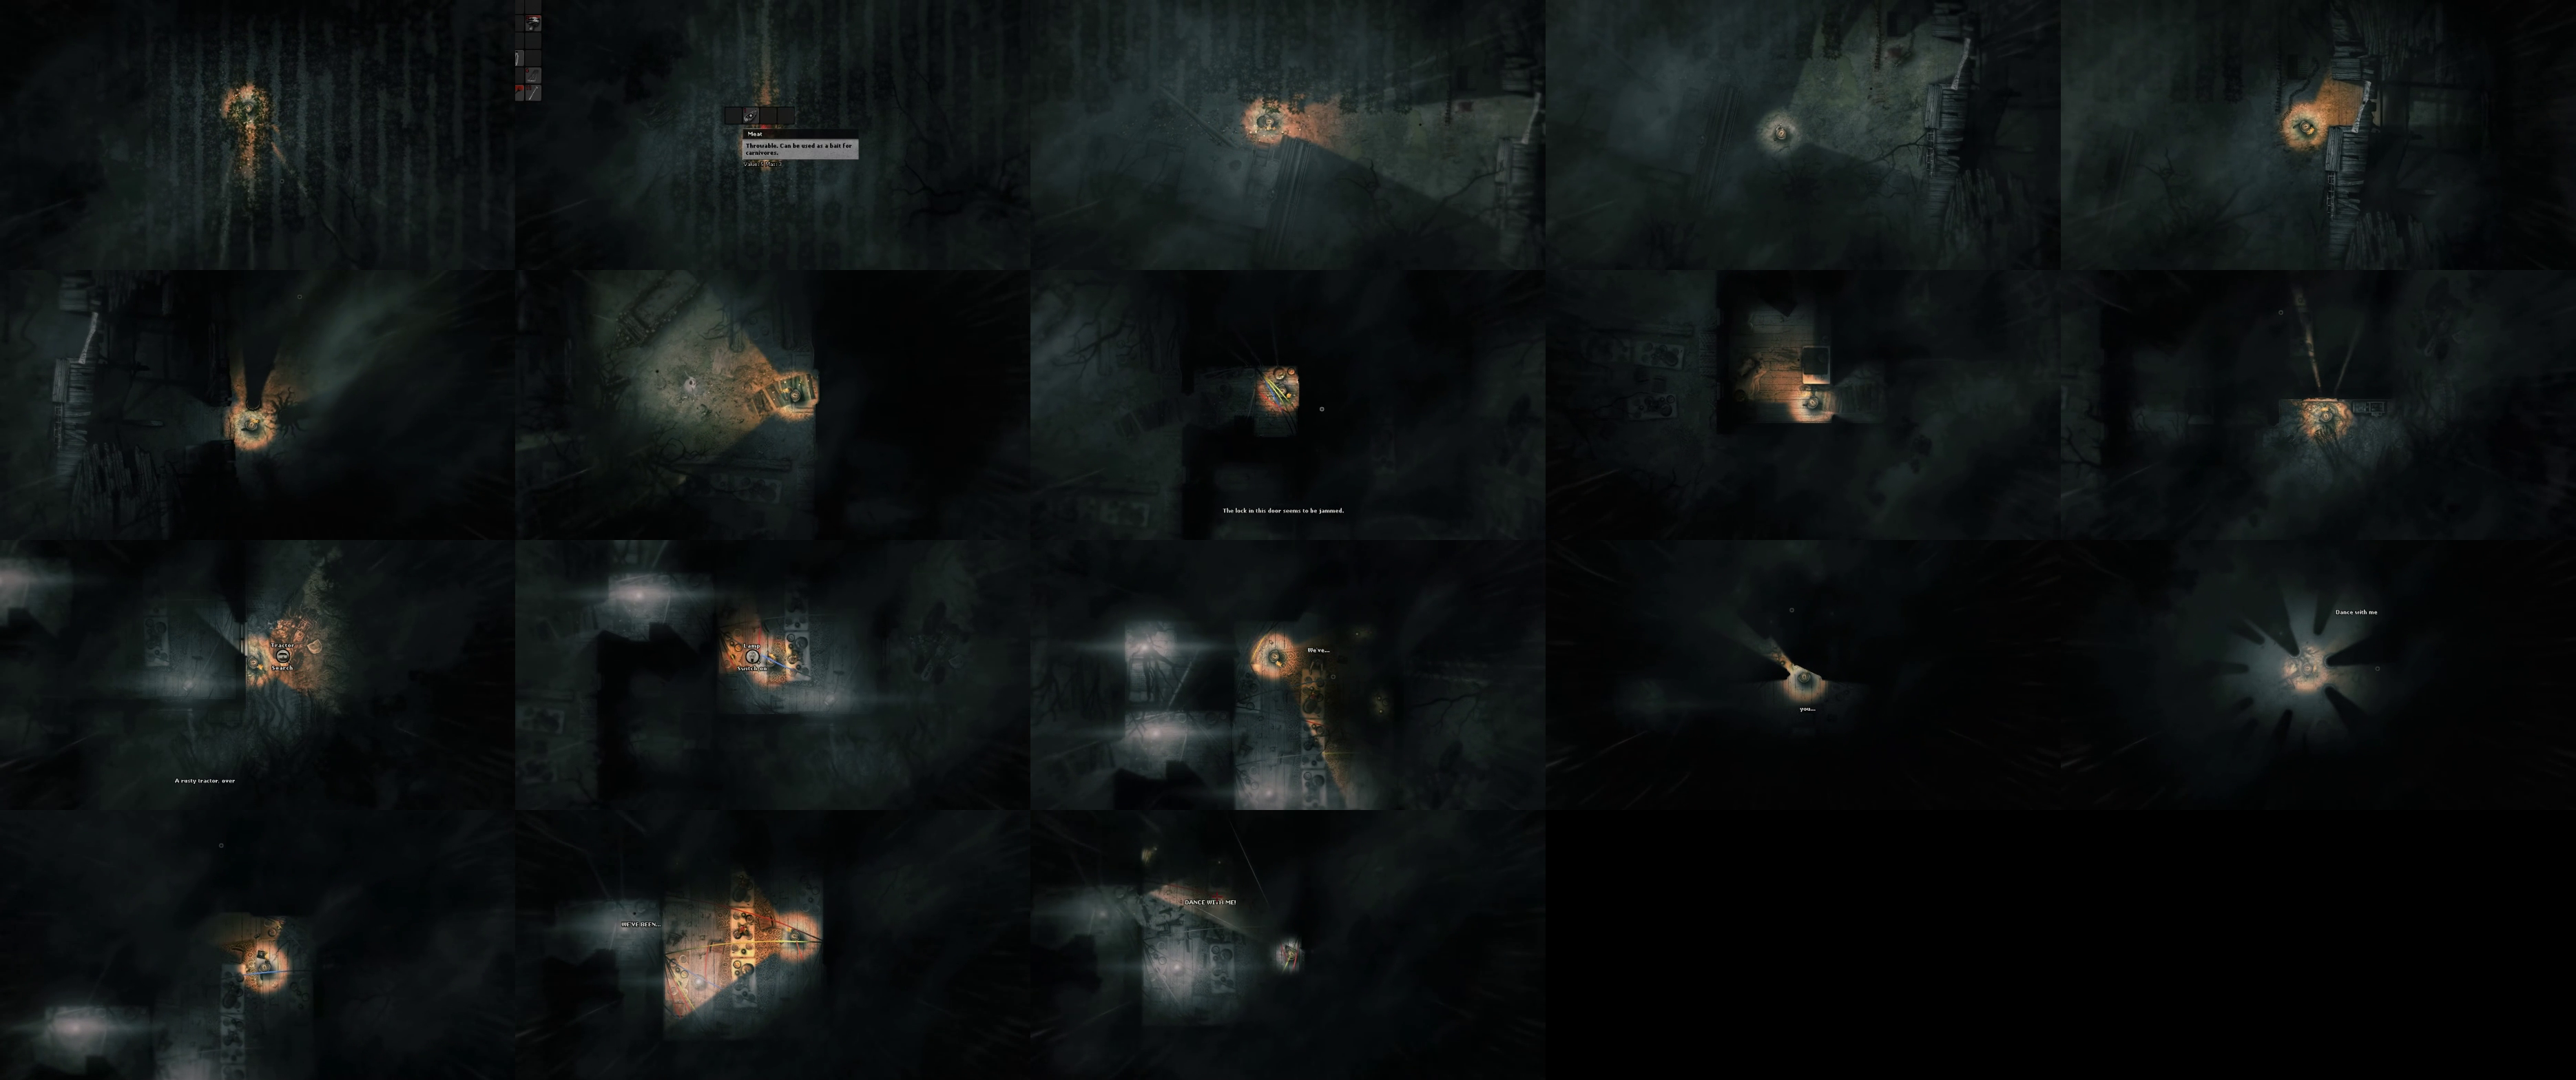 Meat
Throwable. Can be used as a bait for
carnivores.
The lock in this door seems to be jammed.
Tractor
Search
A rusty tractor, over
Lamp
Switch on
We've...
you...
Dance with me
WE'VE BEEN...
DANCE WITH ME!